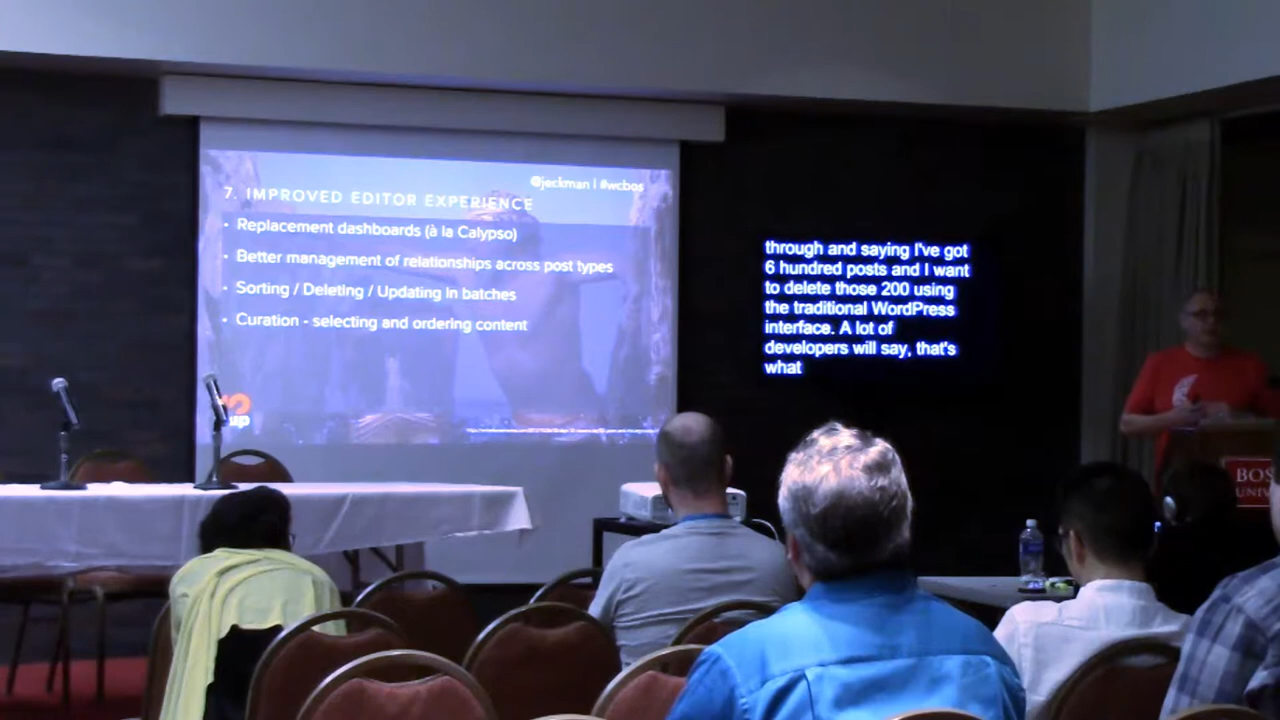 @jeckman | #wcbos
7. IMPROVED EDITOR EXPERIENCE
• Replacement dashboards (à la Calypso)
• Better management of relationships across post types
• Sorting / Deleting / Updating in batches
• Curation - selecting and ordering content
up
through and saying I've got
6 hundred posts and I want
to delete those 200 using
the traditional WordPress
interface. A lot of
developers will say, that's
what
BOS
UNIV